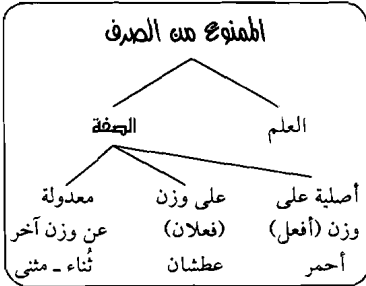 الممنوع من الصرف
العلم
الصفة
أصلية على
وزن (أفعل)
أحمر
على وزن
(فعلان)
عطشان
معدولة
عن وزن آخر
ثُناء ـ مثنى